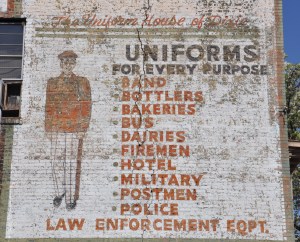 The Uniform House of Dixie
UNIFORMS
FOR EVERY PURPOSE
• BAND
• BOTTLERS
• BAKERIES
• BUS
• DAIRIES
• FIREMEN
• HOTEL
• MILITARY
• POSTMEN
• POLICE
LAW ENFORCEMENT EQPT.